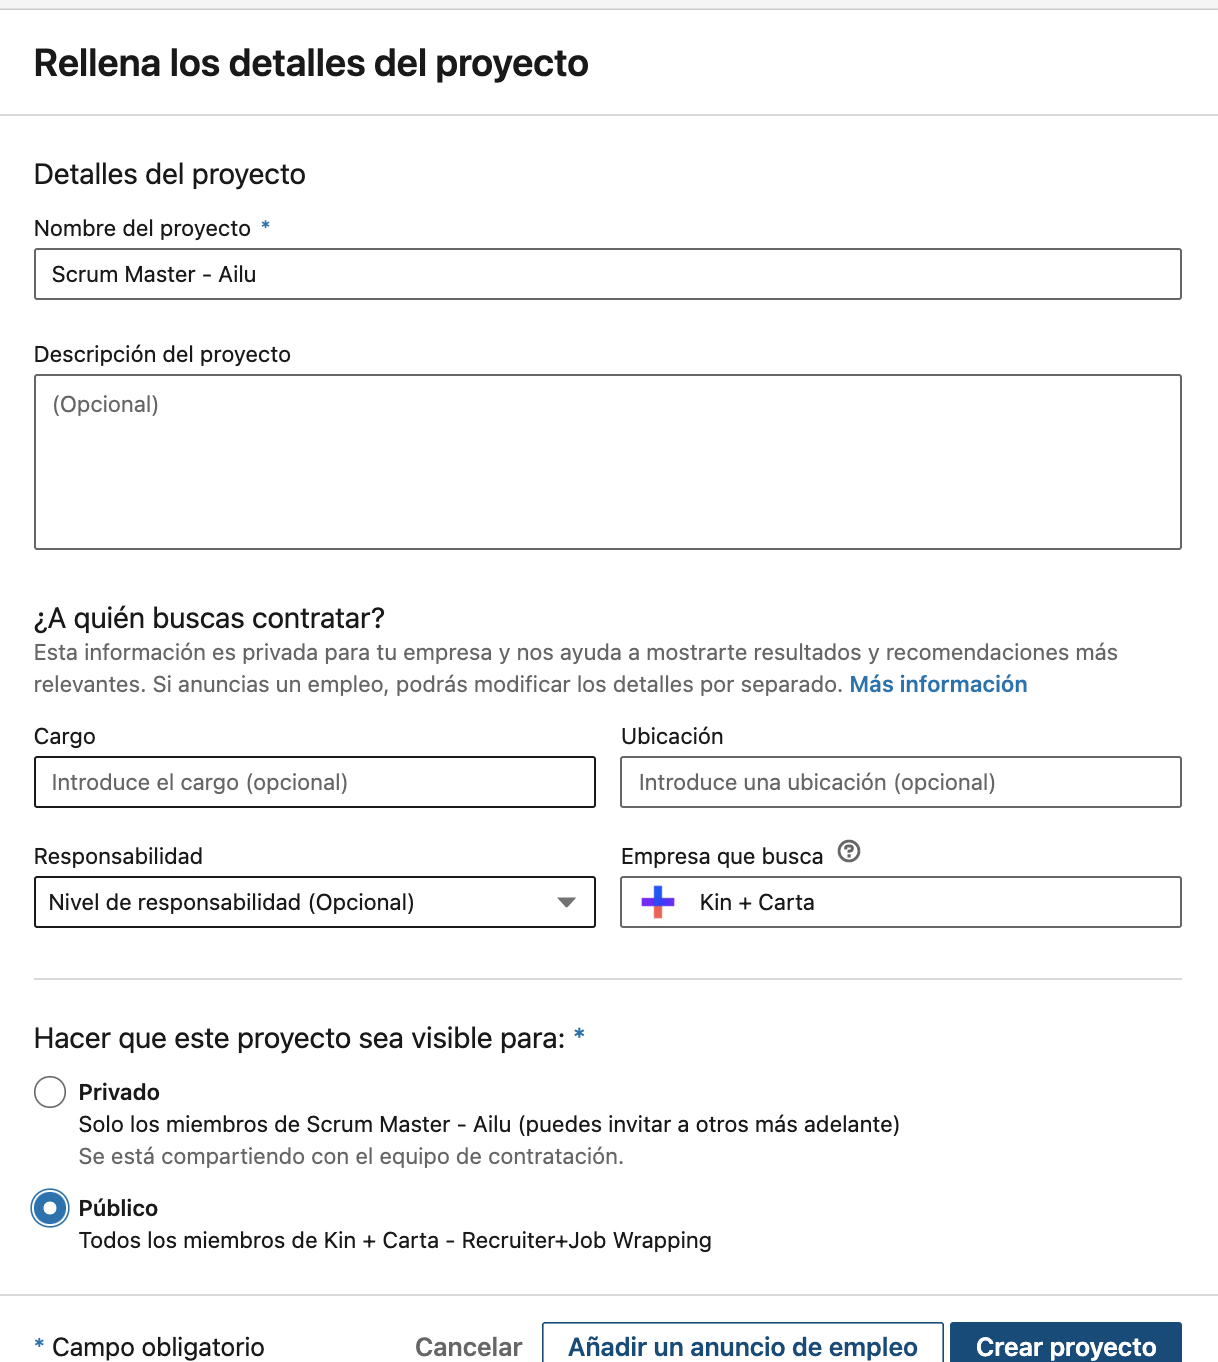 Rellena los detalles del proyecto
Detalles del proyecto
Nombre del proyecto *
Scrum Master - Ailu
Descripción del proyecto
(Opcional)
¿A quién buscas contratar?
Esta información es privada para tu empresa y nos ayuda a mostrarte resultados y recomendaciones más
relevantes. Si anuncias un empleo, podrás modificar los detalles por separado. Más información
Cargo
Introduce el cargo (opcional)
Ubicación
Introduce una ubicación (opcional)
Responsabilidad
Nivel de responsabilidad (Opcional)
Empresa que busca ?
Kin + Carta
Hacer que este proyecto sea visible para: *
Privado
Solo los miembros de Scrum Master - Ailu (puedes invitar a otros más adelante)
Se está compartiendo con el equipo de contratación.
Público
Todos los miembros de Kin + Carta - Recruiter+Job Wrapping
* Campo obligatorio
Cancelar
Añadir un anuncio de empleo
Crear proyecto